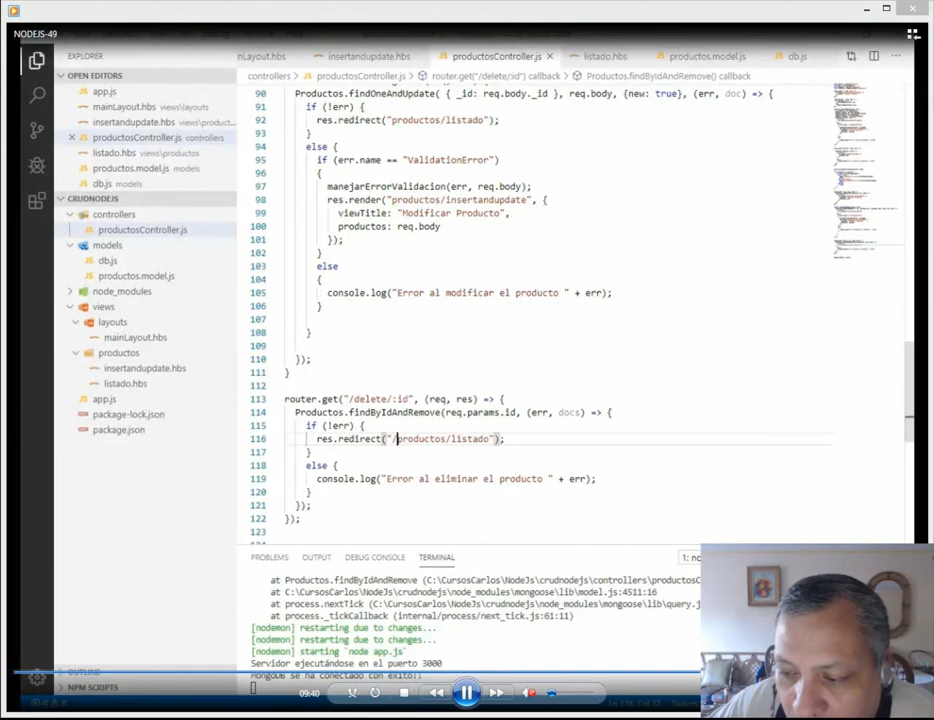 NODEJS-49
EXPLORER
nLayout.hbs
insertandupdate.hbs
productosController.js
listado.hbs
productos.model.js
db.js
OPEN EDITORS
controllers
productosController.js
router.get("/delete/:id") callback
Productos.findByIdAndRemove() callback
app.js
mainLayout.hbs views\layouts
insertandupdate.hbs views\product...
productosController.js controllers
listado.hbs views\productos
productos.model.js models
db.js models
CRUDNODEJS
controllers
productosController.js
models
db.js
productos.model.js
node_modules
views
layouts
mainLayout.hbs
productos
insertandupdate.hbs
listado.hbs
app.js
package-lock.json
package.json
OUTLINE
NPM SCRIPTS
90 Productos.findOneAndUpdate( { _id: req.body._id }, req.body, {new: true}, (err, doc) => {
91 if (!err) {
92 res.redirect("productos/listado");
93 }
94 else {
95 if (err.name == "ValidationError")
96 {
97 manejarErrorValidacion(err, req.body);
98 res.render("productos/insertandupdate", {
99 viewTitle: "Modificar Producto",
100 productos: req.body
101 });
102 }
103 else
104 {
105 console.log("Error al modificar el producto " + err);
106 }
107
108 }
109
110 });
111 }
112
113 router.get("/delete/:id", (req, res) => {
114 Productos.findByIdAndRemove(req.params.id, (err, docs) => {
115 if (!err) {
116 res.redirect("/productos/listado");
117 }
118 else {
119 console.log("Error al eliminar el producto " + err);
120 }
121 });
122 });
123
PROBLEMS OUTPUT DEBUG CONSOLE TERMINAL
at Productos.findByIdAndRemove (C:\CursosCarlos\NodeJs\crudnodejs\controllers\productosC
at C:\CursosCarlos\NodeJs\crudnodejs\node_modules\mongoose\lib\model.js:4511:16
at process.nextTick (C:\CursosCarlos\NodeJs\crudnodejs\node_modules\mongoose\lib\query.j
at process._tickCallback (internal/process/next_tick.js:61:11)
[nodemon] restarting due to changes...
[nodemon] restarting due to changes...
[nodemon] starting `node app.js`
Servidor ejecutándose en el puerto 3000
MongoDB se ha conectado con éxito!!
09:40